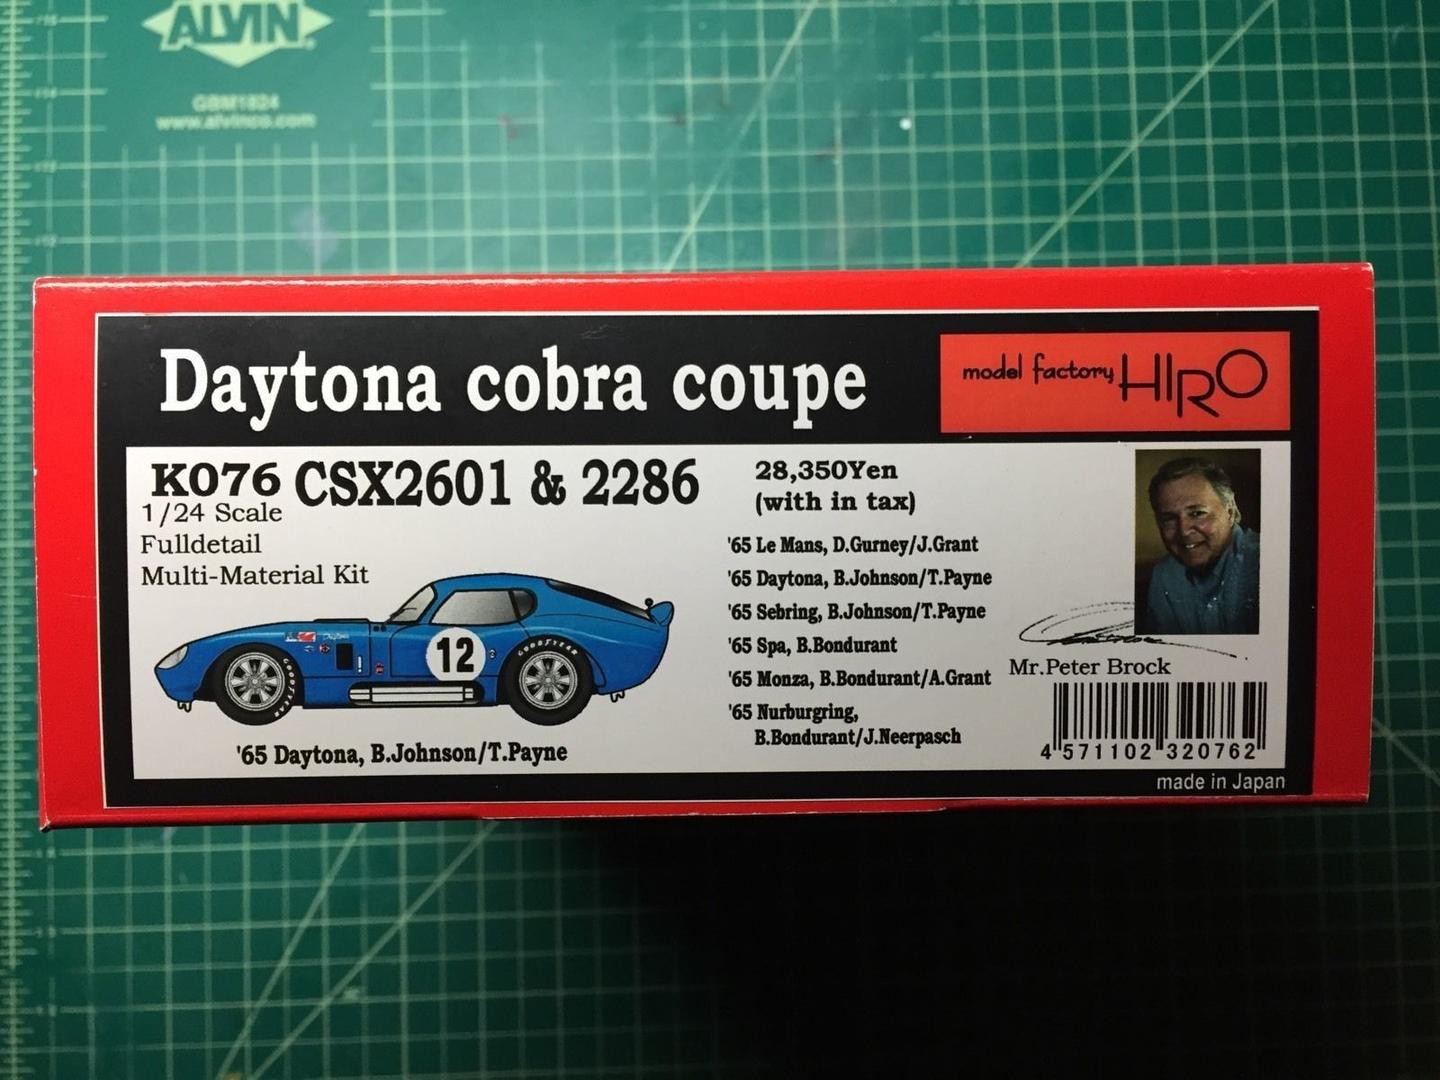 ALVIN
GBM1824
www.alvinco.com
Daytona cobra coupe
model factory HIRO
K076 CSX2601 & 2286
1/24 Scale
Fulldetail
Multi-Material Kit
28,350Yen
(with in tax)
'65 Le Mans, D.Gurney/J.Grant
'65 Daytona, B.Johnson/T.Payne
'65 Sebring, B.Johnson/T.Payne
'65 Spa, B.Bondurant
'65 Monza, B.Bondurant/A.Grant
'65 Nurburgring,
B.Bondurant/J.Neerpasch
12
GOODYEAR
GOODYEAR
'65 Daytona, B.Johnson/T.Payne
Mr.Peter Brock
4 571102 320762
made in Japan